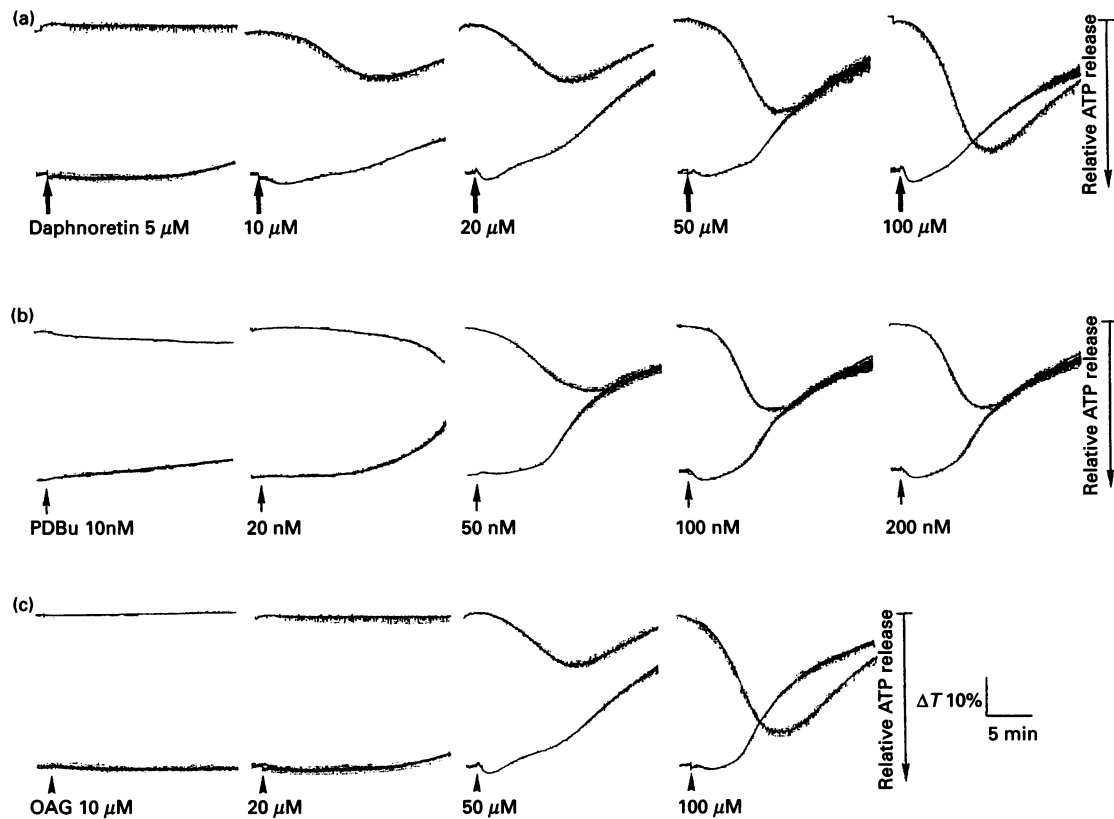 (a)
Relative ATP release
Daphnoretin 5 μM
10 μM
20 μM
50 μM
100 μM
(b)
Relative ATP release
PDBu 10nM
20 nM
50 nM
100 nM
200 nM
(c)
Relative ATP release
ΔT 10%
5 min
OAG 10 μM
20 μM
50 μM
100 μM